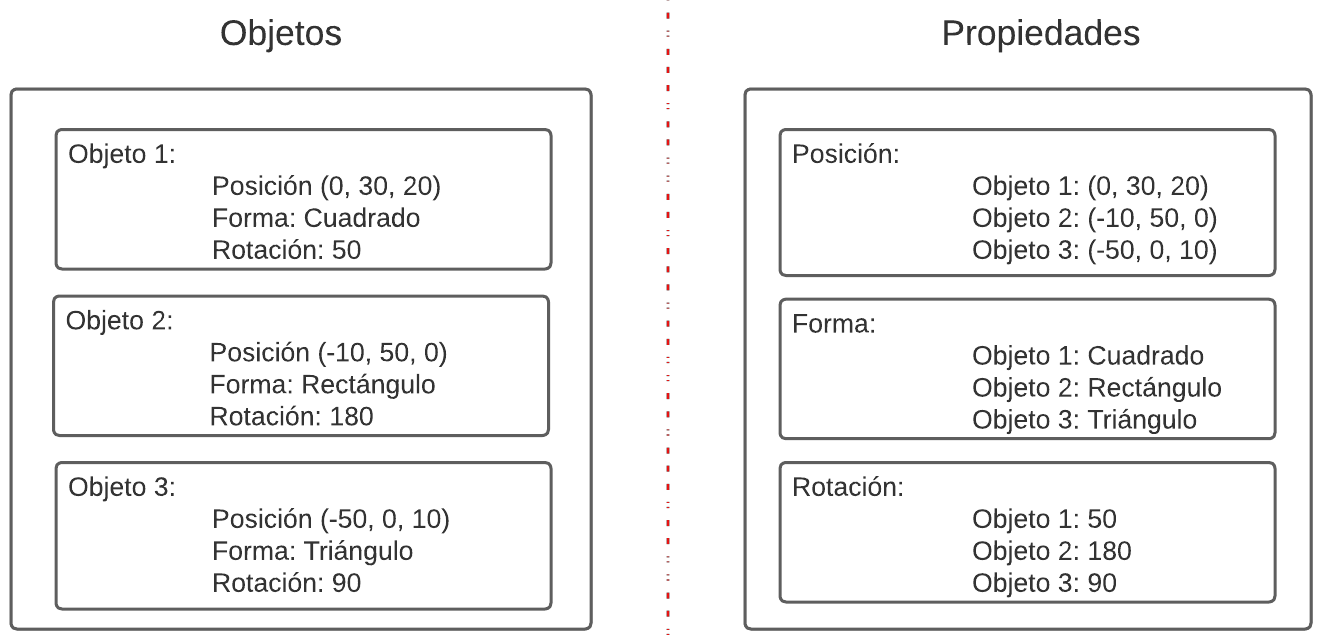 Objetos
Objeto 1:
Posición (0, 30, 20)
Forma: Cuadrado
Rotación: 50
Objeto 2:
Posición (-10, 50, 0)
Forma: Rectángulo
Rotación: 180
Objeto 3:
Posición (-50, 0, 10)
Forma: Triángulo
Rotación: 90
Propiedades
Posición:
Objeto 1: (0, 30, 20)
Objeto 2: (-10, 50, 0)
Objeto 3: (-50, 0, 10)
Forma:
Objeto 1: Cuadrado
Objeto 2: Rectángulo
Objeto 3: Triángulo
Rotación:
Objeto 1: 50
Objeto 2: 180
Objeto 3: 90